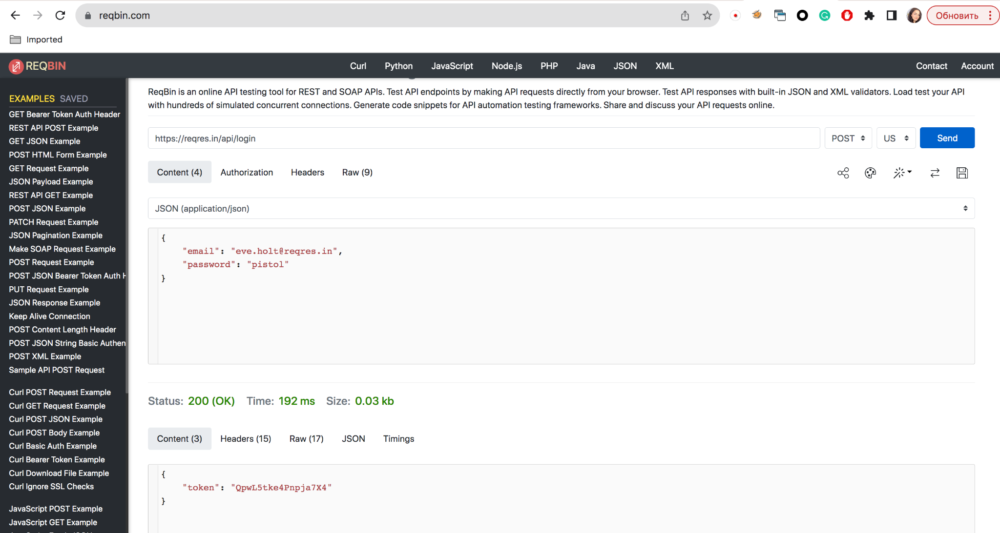 reqbin.com
Обновить
Imported
REQBIN
Curl Python JavaScript Node.js PHP Java JSON XML
Contact Account
EXAMPLES SAVED
GET Bearer Token Auth Header
REST API POST Example
GET JSON Example
POST HTML Form Example
GET Request Example
JSON Payload Example
REST API GET Example
POST JSON Example
PATCH Request Example
JSON Pagination Example
Make SOAP Request Example
POST Request Example
POST JSON Bearer Token Auth H
PUT Request Example
JSON Response Example
Keep Alive Connection
POST Content Length Header
POST JSON String Basic Authen
POST XML Example
Sample API POST Request
Curl POST Request Example
Curl GET Request Example
Curl POST JSON Example
Curl POST Body Example
Curl Basic Auth Example
Curl Bearer Token Example
Curl Download File Example
Curl Ignore SSL Checks
JavaScript POST Example
JavaScript GET Example
ReqBin is an online API testing tool for REST and SOAP APIs. Test API endpoints by making API requests directly from your browser. Test API responses with built-in JSON and XML validators. Load test your API
with hundreds of simulated concurrent connections. Generate code snippets for API automation testing frameworks. Share and discuss your API requests online.
https://reqres.in/api/login POST US Send
Content (4) Authorization Headers Raw (9)
JSON (application/json)
{
"email": "eve.holt@reqres.in",
"password": "pistol"
}
Status: 200 (OK) Time: 192 ms Size: 0.03 kb
Content (3) Headers (15) Raw (17) JSON Timings
{
"token": "QpwL5tke4Pnpja7X4"
}